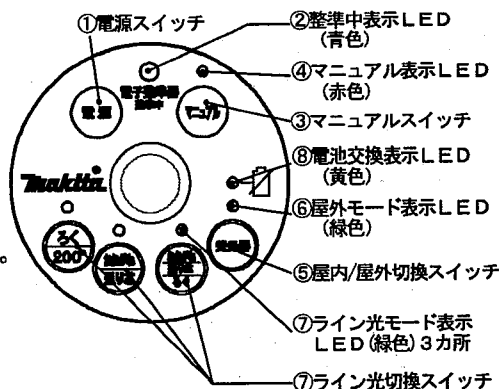 ①電源スイッチ
②整準中表示LED
(青色)
④マニュアル表示LED
(赤色)
電源
マニュアル
③マニュアルスイッチ
⑧電池交換表示LED
(黄色)
Makita
⑥屋外モード表示LED
(緑色)
ろく
200°
⑤屋内/屋外切換スイッチ
⑦ライン光モード表示
LED(緑色)3カ所
⑦ライン光切換スイッチ